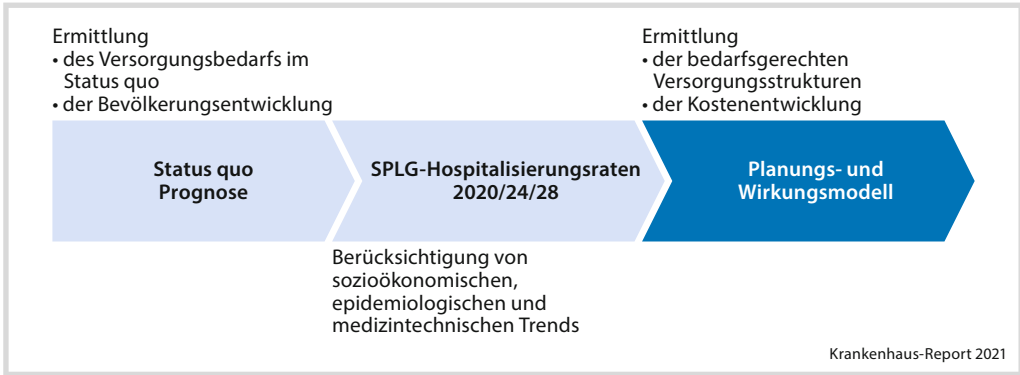 Ermittlung
• des Versorgungsbedarfs im
Status quo
• der Bevölkerungsentwicklung
Ermittlung
• der bedarfsgerechten
Versorgungsstrukturen
• der Kostenentwicklung
Status quo
Prognose
SPLG-Hospitalisierungsraten
2020/24/28
Planungs- und
Wirkungsmodell
Berücksichtigung von
sozioökonomischen,
epidemiologischen und
medizintechnischen Trends
Krankenhaus-Report 2021